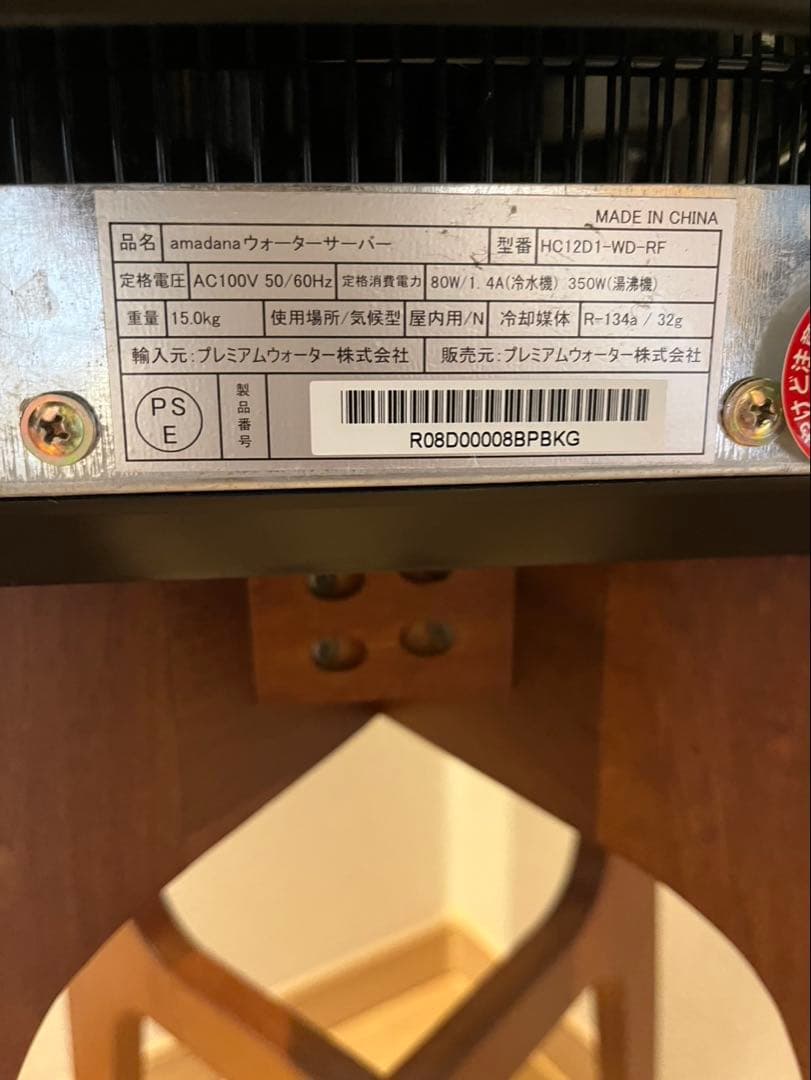 MADE IN CHINA
品名 amadanaウォーターサーバー 型番 HC12D1-WD-RF
定格電圧 AC100V 50/60Hz 定格消費電力 80W/1.4A(冷水機) 350W(湯沸機)
重量 15.0kg 使用場所/気候型 屋内用/N 冷却媒体 R-134a / 32g
輸入元:プレミアムウォーター株式会社 販売元:プレミアムウォーター株式会社
PS
E
製品番号
R08D00008BPBKG